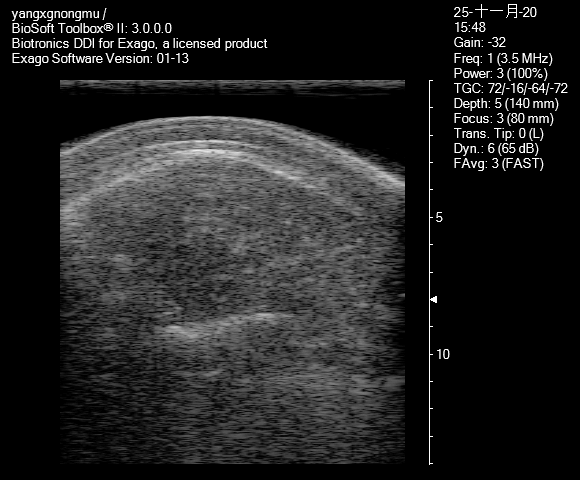 yangxgnongmu /
BioSoft Toolbox® II: 3.0.0.0
Biotronics DDI for Exago, a licensed product
Exago Software Version: 01-13
25-十一月-20
15:48
Gain: -32
Freq: 1 (3.5 MHz)
Power: 3 (100%)
TGC: 72/-16/-64/-72
Depth: 5 (140 mm)
Focus: 3 (80 mm)
Trans. Tip: 0 (L)
Dyn.: 6 (65 dB)
FAvg: 3 (FAST)
5
10